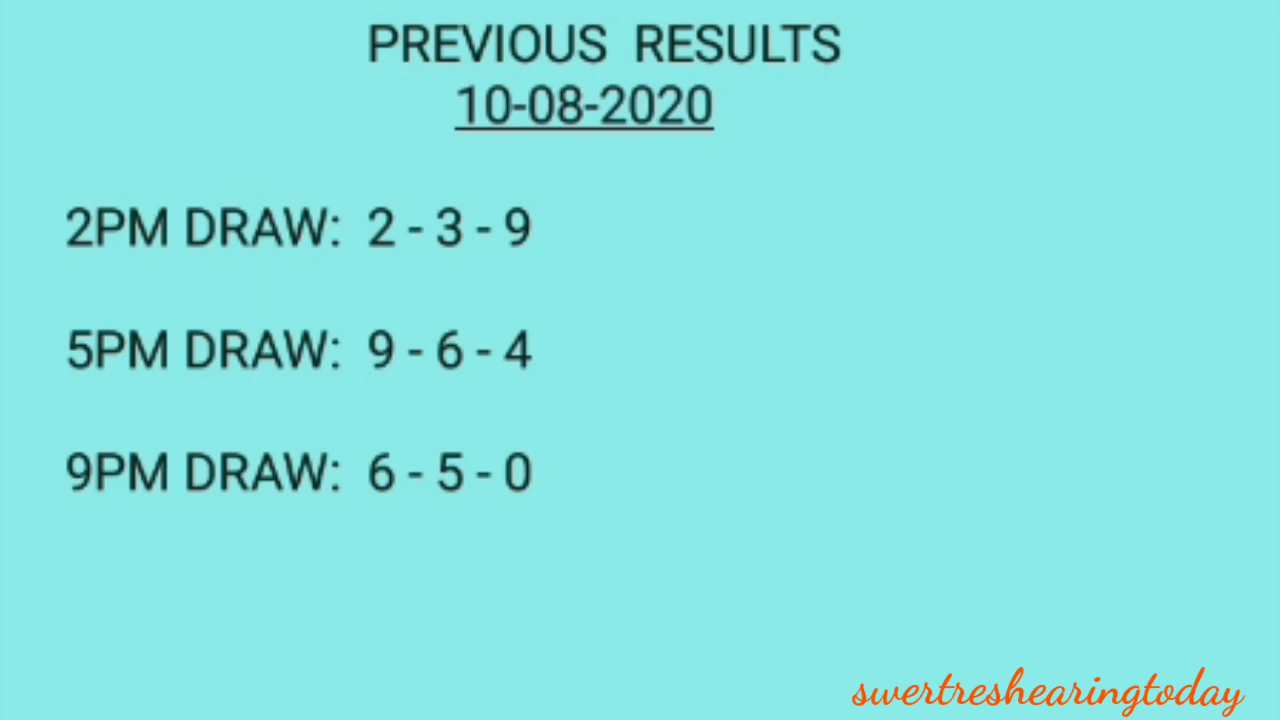 PREVIOUS RESULTS
10-08-2020
2PM DRAW: 2 - 3 - 9
5PM DRAW: 9 - 6 - 4
9PM DRAW: 6 - 5 - 0
swertreshearingtoday